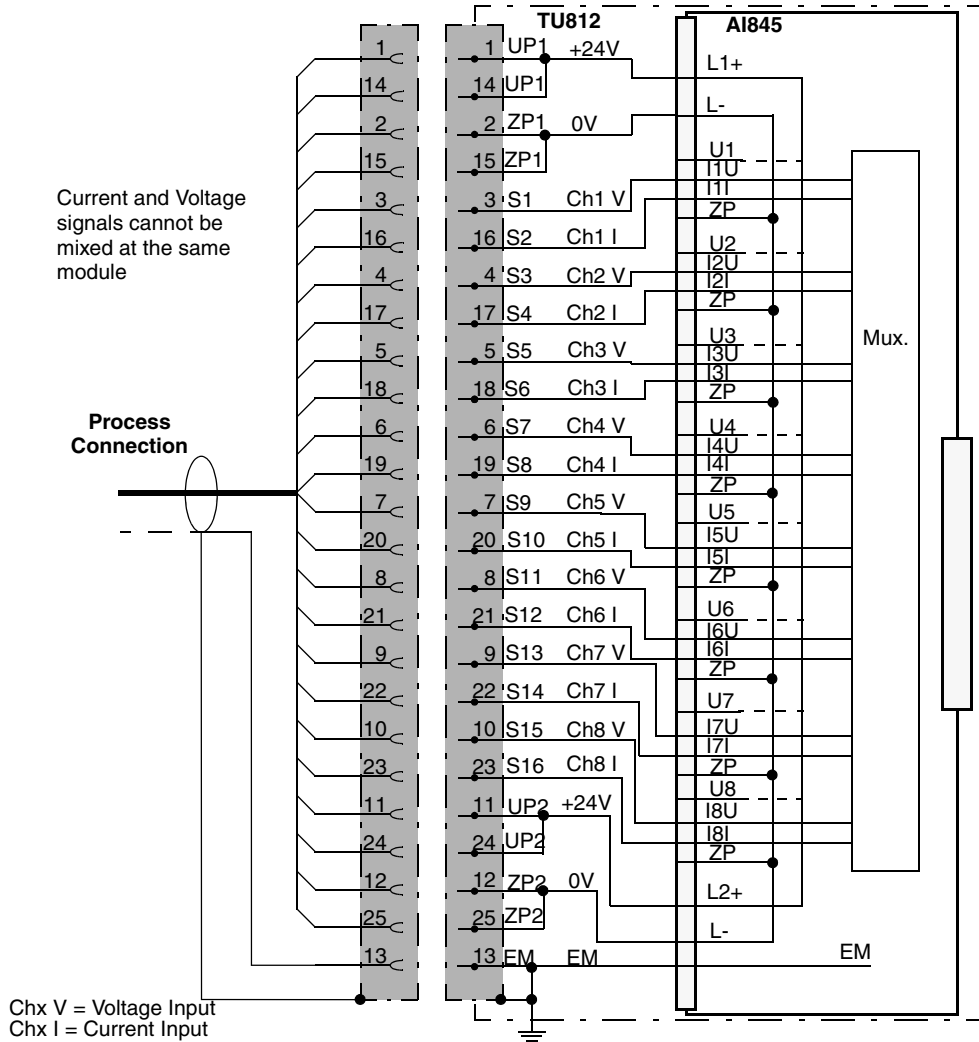 TU812
AI845
1 1 UP1 +24V L1+
14 14 UP1
2 2 ZP1 0V L-
15 15 ZP1
U1
I1U
3 3 S1 Ch1 V I1I
ZP
16 16 S2 Ch1 I
U2
4 4 S3 Ch2 V I2U
I2I
17 17 S4 Ch2 I ZP
U3
5 5 S5 Ch3 V I3U
I3I
18 18 S6 Ch3 I ZP
6 6 S7 Ch4 V U4
I4U
19 19 S8 Ch4 I I4I
ZP
7 7 S9 Ch5 V U5
I5U
20 20 S10 Ch5 I I5I
8 8 S11 Ch6 V ZP
U6
21 21 S12 Ch6 I I6U
I6I
9 9 S13 Ch7 V ZP
22 22 S14 Ch7 I U7
I7U
10 10 S15 Ch8 V I7I
23 23 S16 Ch8 I ZP
U8
11 11 UP2 +24V I8U
I8I
24 24 UP2 ZP
12 12 ZP2 0V L2+
25 25 ZP2 L-
13 13 EM EM EM
Mux.
Current and Voltage
signals cannot be
mixed at the same
module
Process
Connection
Chx V = Voltage Input
Chx I = Current Input